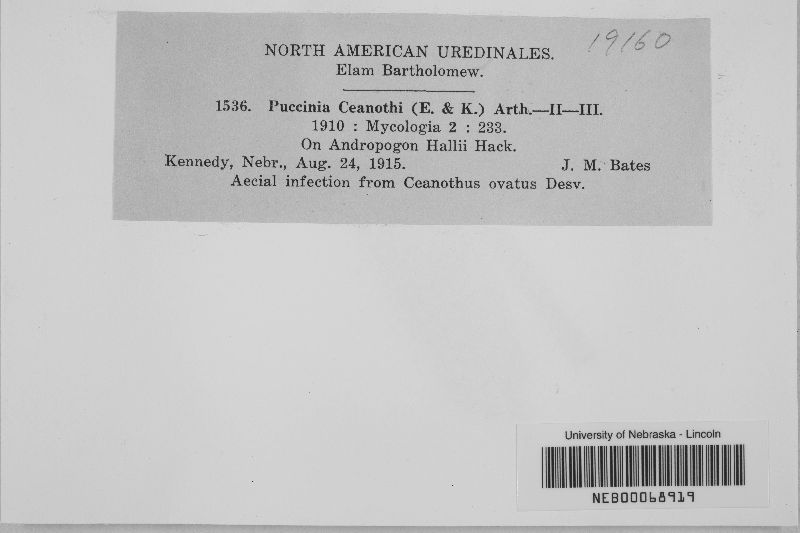 19160
NORTH AMERICAN UREDINALES.
Elam Bartholomew.
1536. Puccinia Ceanothi (E. & K.) Arth.—II—III.
1910 : Mycologia 2 : 233.
On Andropogon Hallii Hack.
Kennedy, Nebr., Aug. 24, 1915. J. M. Bates
Aecial infection from Ceanothus ovatus Desv.
University of Nebraska - Lincoln
NEB00068919